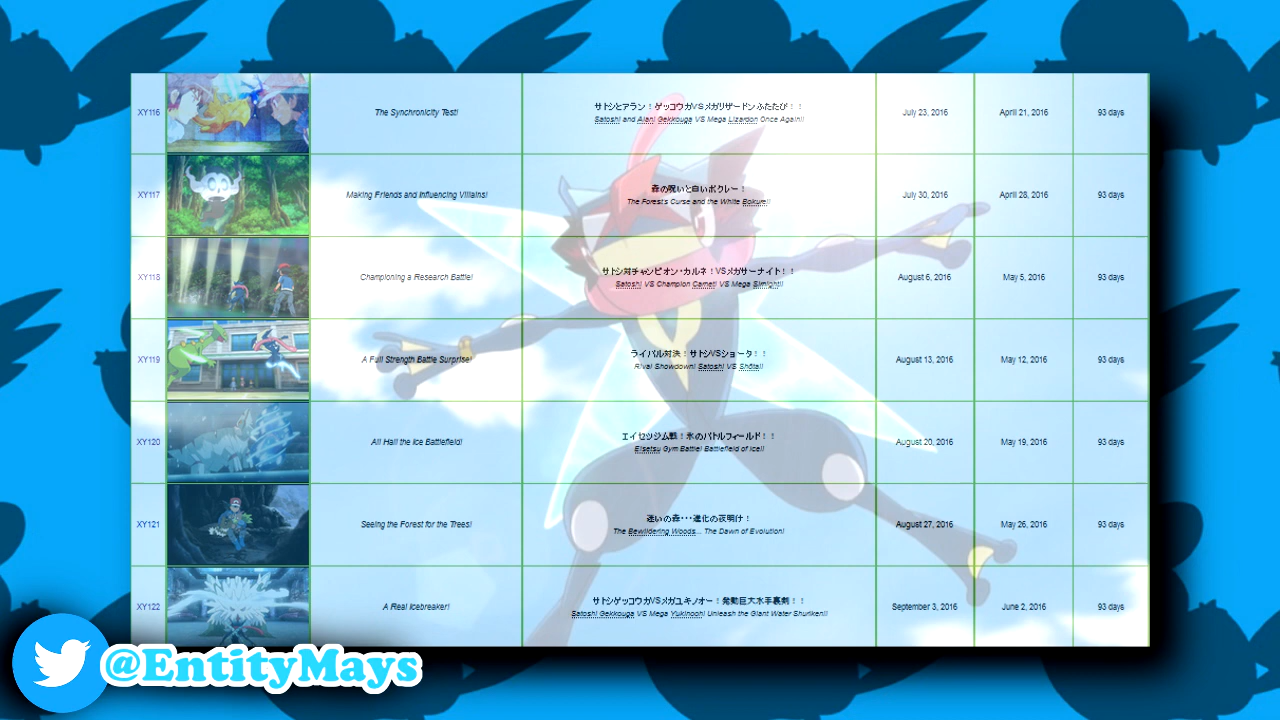 XY116
The Synchronicity Test!
サトシとアラン！ゲッコウガVSメガリザードンふたたび！！
Satoshi and Alan! Gekkouga VS Mega Lizardon Once Again!!
July 23, 2016
April 21, 2016
93 days
XY117
Making Friends and Influencing Villains!
森の呪いと白いボクレー！
The Forest's Curse and the White Bokure!!
July 30, 2016
April 28, 2016
93 days
XY118
Championing a Research Battle!
サトシ対チャンピオン・カルネ！VSメガサーナイト！！
Satoshi VS Champion Carnet! VS Mega Sirnight!!
August 6, 2016
May 5, 2016
93 days
XY119
A Full Strength Battle Surprise!
ライバル対決！サトシVSショータ！！
Rival Showdown! Satoshi VS Shōta!!
August 13, 2016
May 12, 2016
93 days
XY120
All Hail the Ice Battlefield!
エイセツジム戦！氷のバトルフィールド！！
Eisetsu Gym Battle! Battlefield of Ice!!
August 20, 2016
May 19, 2016
93 days
XY121
Seeing the Forest for the Trees!
迷いの森･･･進化の夜明け！
The Bewildering Woods... The Dawn of Evolution!
August 27, 2016
May 26, 2016
93 days
XY122
A Real Icebreaker!
サトシゲッコウガVSメガユキノオー！発動巨大水手裏剣！！
Satoshi Gekkouga VS Mega Yukinooh! Unleash the Giant Water Shuriken!!
September 3, 2016
June 2, 2016
93 days
@EntityMays